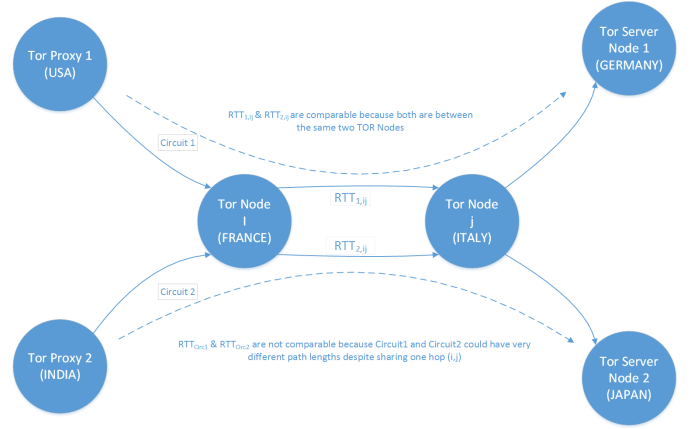 Tor Proxy 1
(USA)
Tor Server
Node 1
(GERMANY)
RTT1,ij & RTT2,ij are comparable because both are between
the same two TOR Nodes
Circuit 1
Tor Node
I
(FRANCE)
RTT1,ij
Tor Node
j
(ITALY)
RTT2,ij
Circuit 2
RTTCirc1 & RTTCirc2 are not comparable because Circuit1 and Circuit2 could have very
different path lengths despite sharing one hop (i,j)
Tor Proxy 2
(INDIA)
Tor Server
Node 2
(JAPAN)